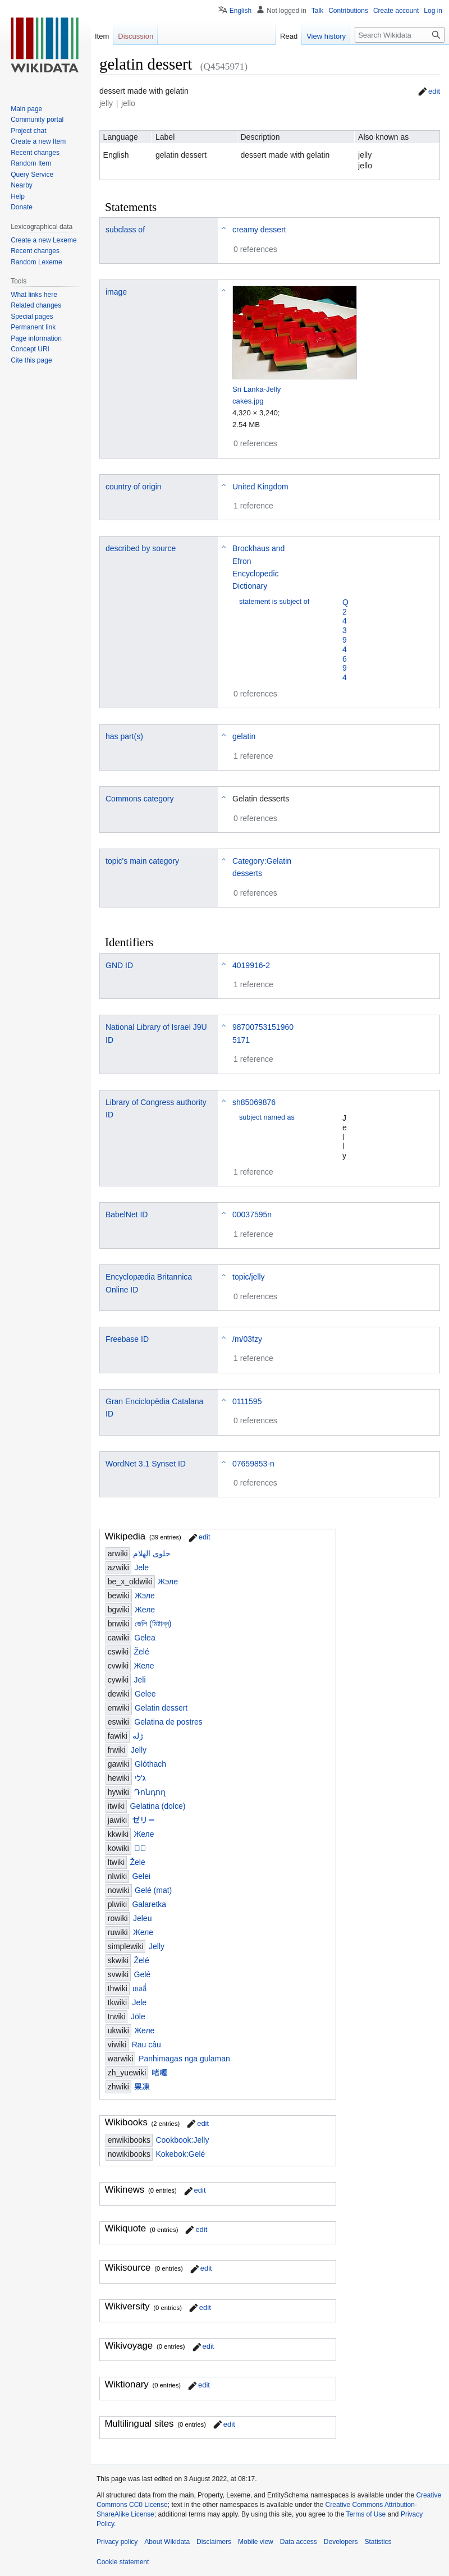 English Not logged in Talk Contributions Create account Log in
WIKIDATA
Item Discussion Read View history Search Wikidata
Main page
Community portal
Project chat
Create a new Item
Recent changes
Random Item
Query Service
Nearby
Help
Donate
Lexicographical data
Create a new Lexeme
Recent changes
Random Lexeme
Tools
What links here
Related changes
Special pages
Permanent link
Page information
Concept URI
Cite this page
gelatin dessert (Q4545971)
dessert made with gelatin edit
jelly | jello
Language Label Description Also known as
English gelatin dessert dessert made with gelatin jelly
jello
Statements
subclass of creamy dessert
0 references
image
Sri Lanka-Jelly
cakes.jpg
4,320 × 3,240;
2.54 MB
0 references
country of origin United Kingdom
1 reference
described by source Brockhaus and
Efron
Encyclopedic
Dictionary
statement is subject of Q
2
4
3
9
4
6
9
4
0 references
has part(s) gelatin
1 reference
Commons category Gelatin desserts
0 references
topic's main category Category:Gelatin
desserts
0 references
Identifiers
GND ID 4019916-2
1 reference
National Library of Israel J9U 98700753151960
ID 5171
1 reference
Library of Congress authority sh85069876
ID
subject named as J
e
l
l
y
1 reference
BabelNet ID 00037595n
1 reference
Encyclopædia Britannica topic/jelly
Online ID
0 references
Freebase ID /m/03fzy
1 reference
Gran Enciclopèdia Catalana 0111595
ID
0 references
WordNet 3.1 Synset ID 07659853-n
0 references
Wikipedia (39 entries) edit
arwiki حلوى الهلام
azwiki Jele
be_x_oldwiki Жэле
bewiki Жэле
bgwiki Желе
bnwiki জেলি (মিষ্টান্ন)
cawiki Gelea
cswiki Želé
cvwiki Желе
cywiki Jeli
dewiki Gelee
enwiki Gelatin dessert
eswiki Gelatina de postres
fawiki ژله
frwiki Jelly
gawiki Glóthach
hewiki ג'לי
hywiki Դոնդող
itwiki Gelatina (dolce)
jawiki ゼリー
kkwiki Желе
kowiki
ltwiki Želė
nlwiki Gelei
nowiki Gelé (mat)
plwiki Galaretka
rowiki Jeleu
ruwiki Желе
simplewiki Jelly
skwiki Želé
svwiki Gelé
thwiki เยลลี่
tkwiki Jele
trwiki Jöle
ukwiki Желе
viwiki Rau câu
warwiki Panhimagas nga gulaman
zh_yuewiki 啫喱
zhwiki 果凍
Wikibooks (2 entries) edit
enwikibooks Cookbook:Jelly
nowikibooks Kokebok:Gelé
Wikinews (0 entries) edit
Wikiquote (0 entries) edit
Wikisource (0 entries) edit
Wikiversity (0 entries) edit
Wikivoyage (0 entries) edit
Wiktionary (0 entries) edit
Multilingual sites (0 entries) edit
This page was last edited on 3 August 2022, at 08:17.
All structured data from the main, Property, Lexeme, and EntitySchema namespaces is available under the Creative
Commons CC0 License; text in the other namespaces is available under the Creative Commons Attribution-
ShareAlike License; additional terms may apply. By using this site, you agree to the Terms of Use and Privacy
Policy.
Privacy policy About Wikidata Disclaimers Mobile view Data access Developers Statistics
Cookie statement